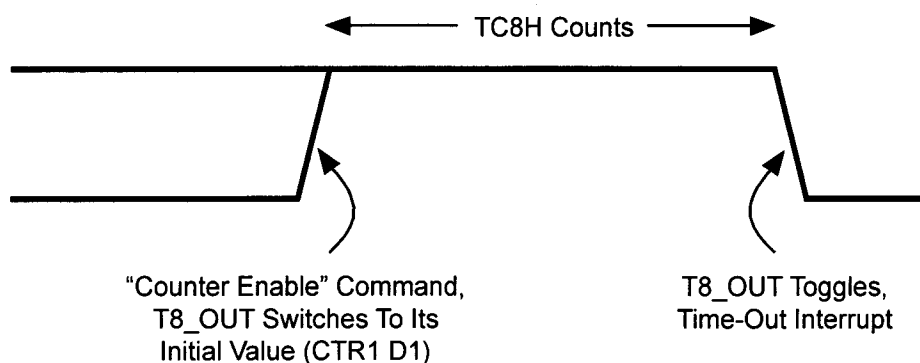 TC8H Counts
“Counter Enable” Command,
T8_OUT Switches To Its
Initial Value (CTR1 D1)
T8_OUT Toggles,
Time-Out Interrupt